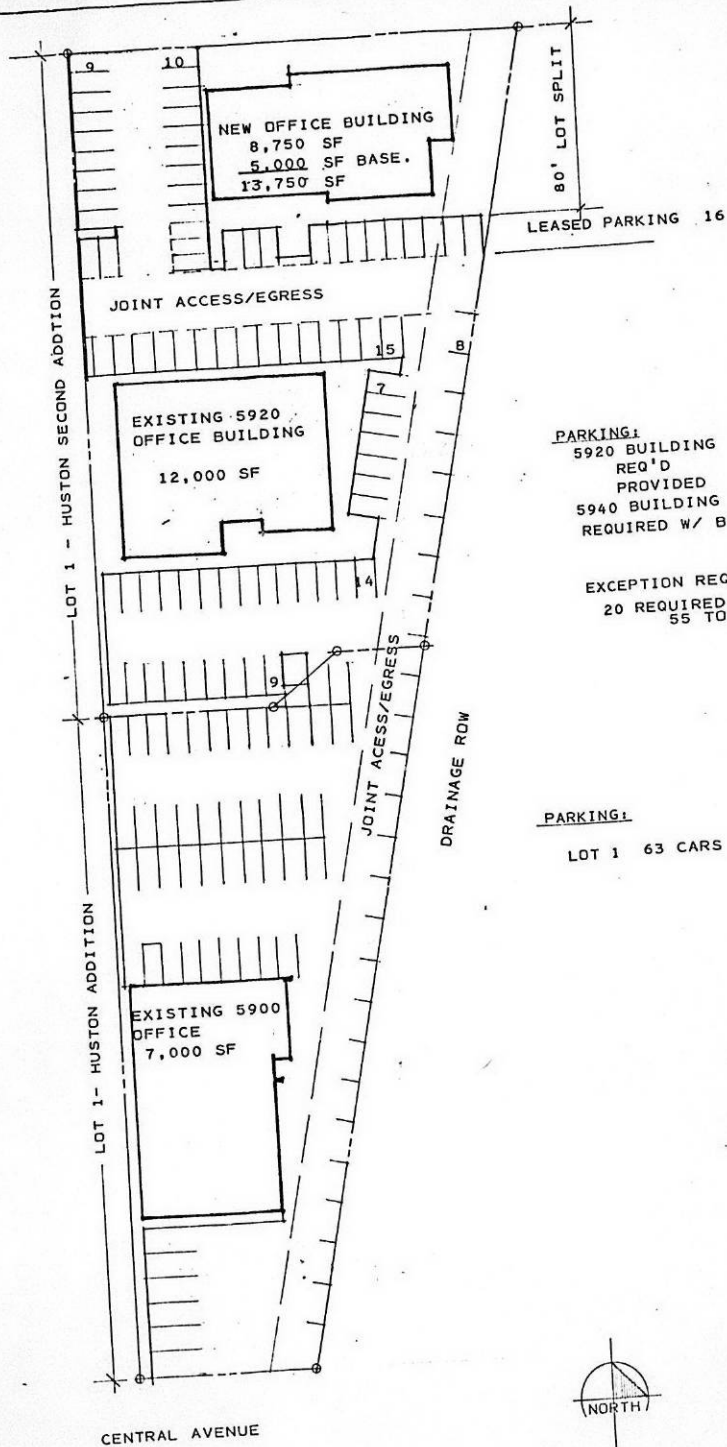 9
10
NEW OFFICE BUILDING
8,750 SF
5,000 SF BASE.
13,750 SF
80' LOT SPLIT
LEASED PARKING 16
JOINT ACCESS/EGRESS
15
8
7
LOT 1 - HUSTON SECOND ADDTION
EXISTING 5920
OFFICE BUILDING
12,000 SF
14
PARKING:
5920 BUILDING
REQ'D
PROVIDED
5940 BUILDING
REQUIRED W/ B
EXCEPTION REQ
20 REQUIRED
55 TO
9
JOINT ACESS/EGRESS
DRAINAGE ROW
PARKING:
LOT 1 63 CARS
LOT 1- HUSTON ADDITION
EXISTING 5900
OFFICE
7,000 SF
NORTH
CENTRAL AVENUE